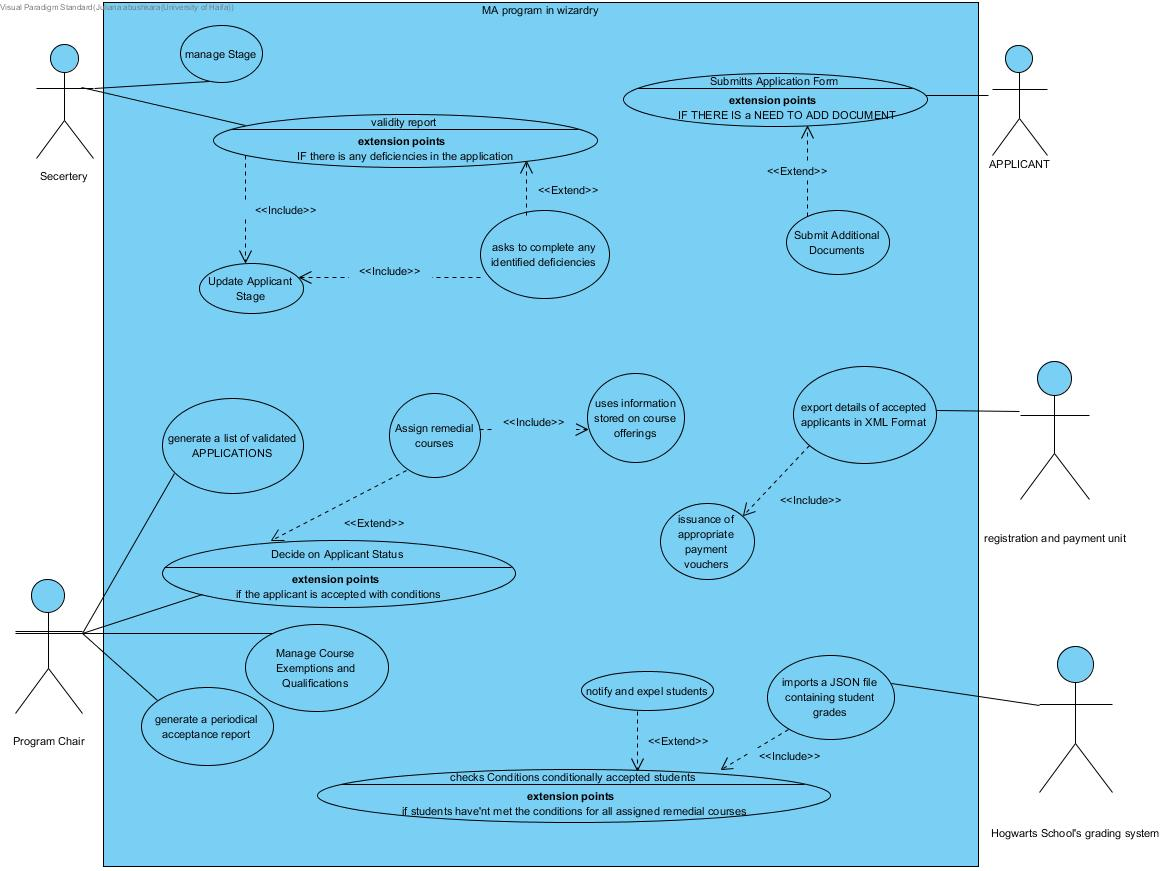 Visual Paradigm Standard(Juliana abushkara(University of Haifa))
MA program in wizardry
manage Stage
Secertery
validity report
extension points
IF there is any deficiencies in the application
Submitts Application Form
extension points
IF THERE IS a NEED TO ADD DOCUMENT
APPLICANT
<<Extend>>
<<Extend>>
<<Include>>
Submit Additional
Documents
asks to complete any
identified deficiencies
<<Include>>
Update Applicant
Stage
uses information
stored on course
offerings
export details of accepted
applicants in XML Format
generate a list of validated
APPLICATIONS
Assign remedial
courses
<<Include>>
<<Include>>
<<Extend>>
issuance of
appropriate
payment
vouchers
registration and payment unit
Decide on Applicant Status
extension points
if the applicant is accepted with conditions
Manage Course
Exemptions and
Qualifications
Program Chair
generate a periodical
acceptance report
notify and expel students
imports a JSON file
containing student
grades
<<Extend>>
<<Include>>
checks Conditions conditionally accepted students
extension points
if students have'nt met the conditions for all assigned remedial courses
Hogwarts School's grading system